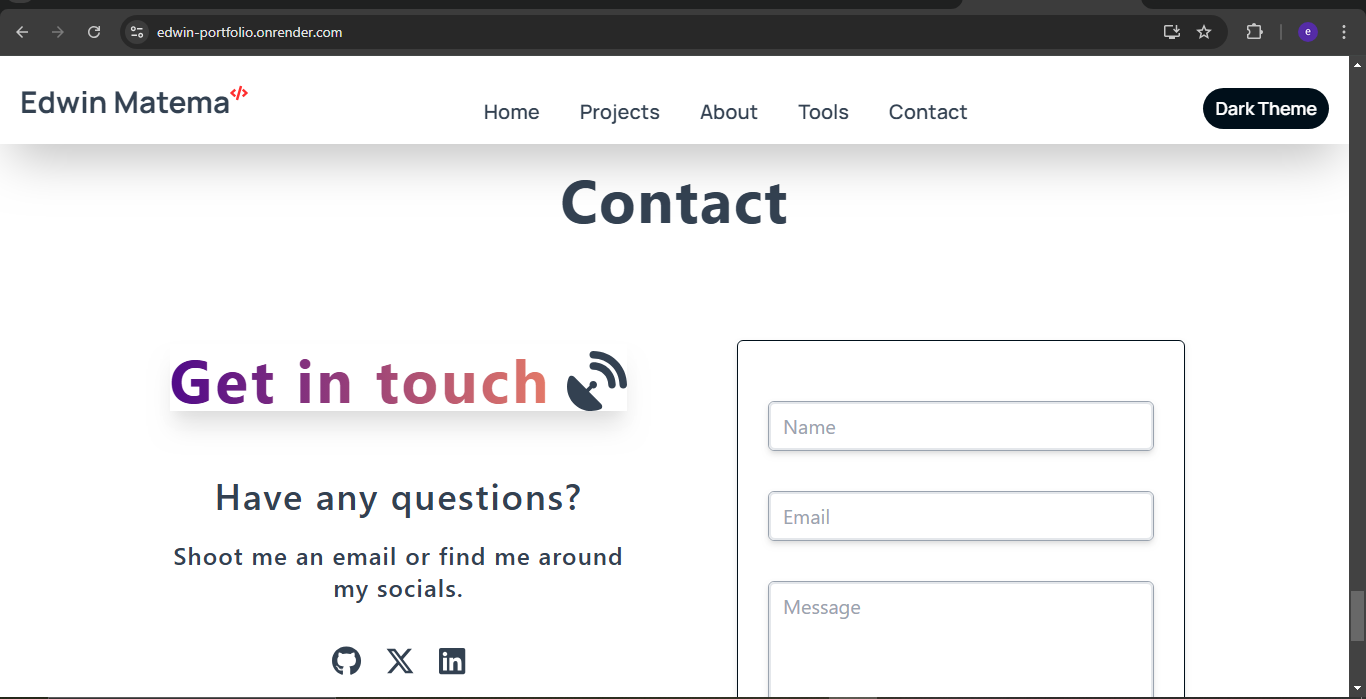 edwin-portfolio.onrender.com
e
Edwin Matema</>
Home Projects About Tools Contact
Dark Theme
Contact
Get in touch
Have any questions?
Shoot me an email or find me around
my socials.
Name
Email
Message